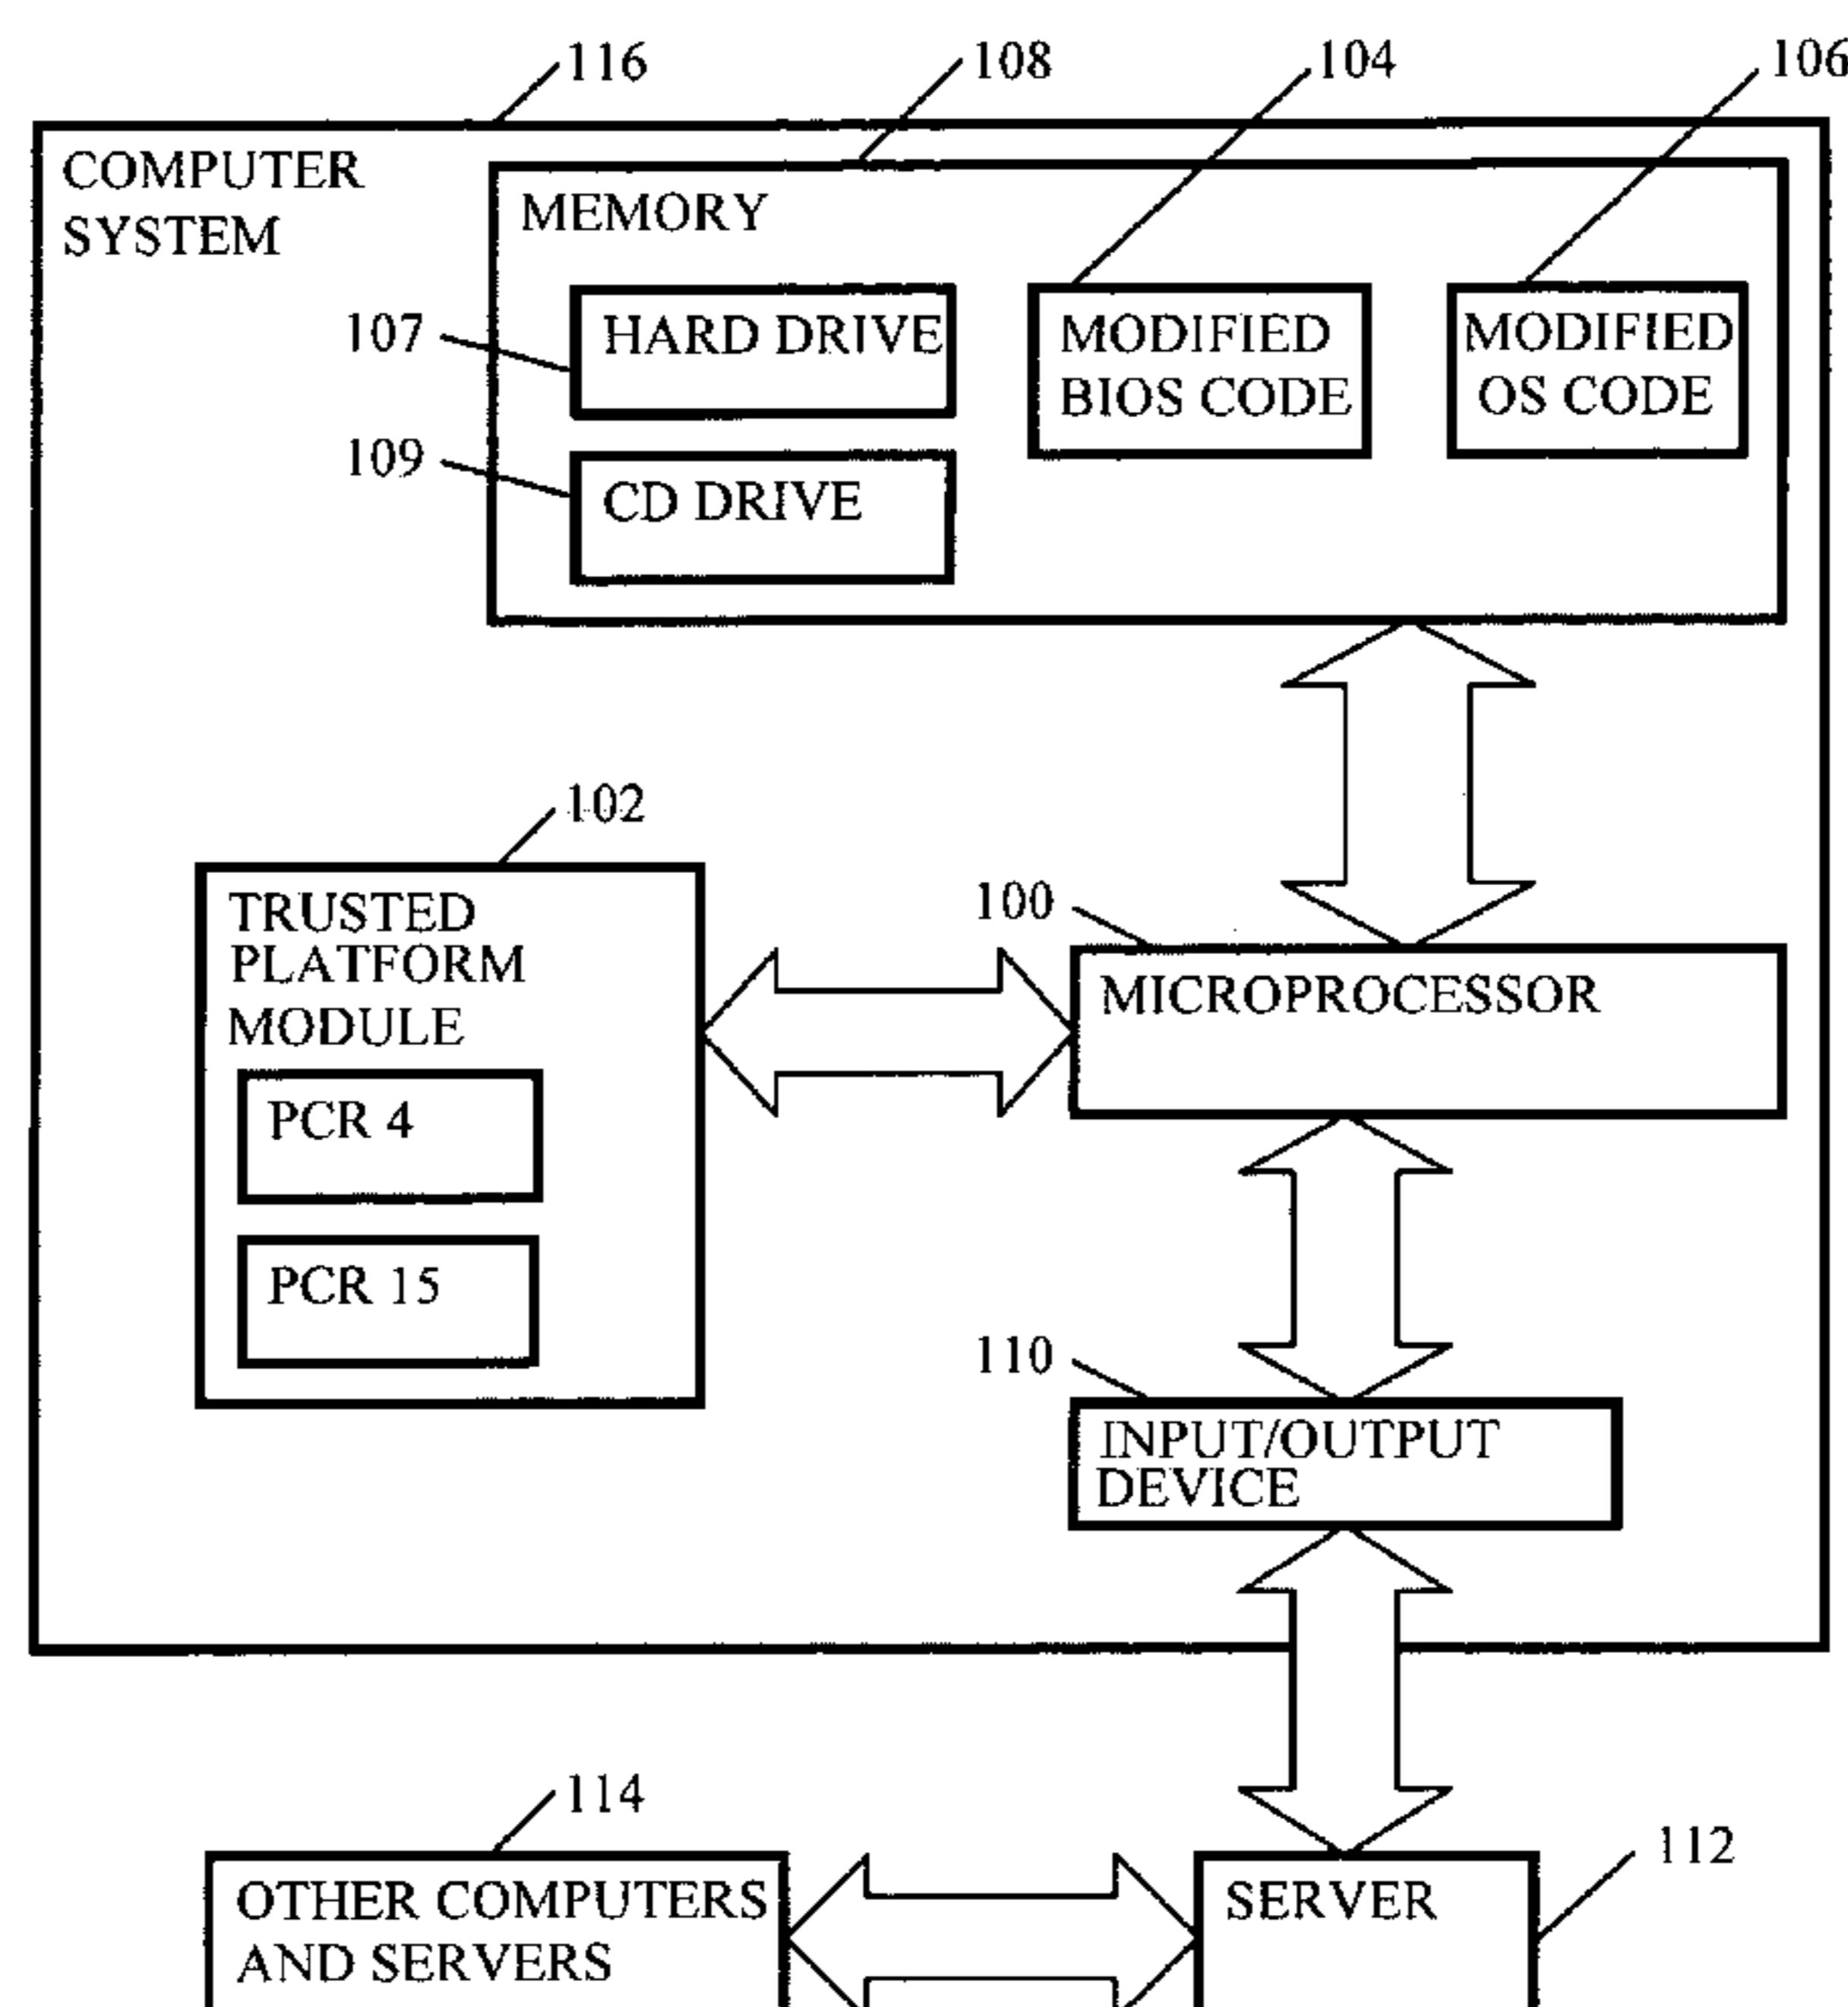 116
108
104
106
COMPUTER
SYSTEM
MEMORY
107
HARD DRIVE
MODIFIED
BIOS CODE
MODIFIED
OS CODE
109
CD DRIVE
102
TRUSTED
PLATFORM
MODULE
PCR 4
PCR 15
100
MICROPROCESSOR
110
INPUT/OUTPUT
DEVICE
114
OTHER COMPUTERS
AND SERVERS
SERVER
112